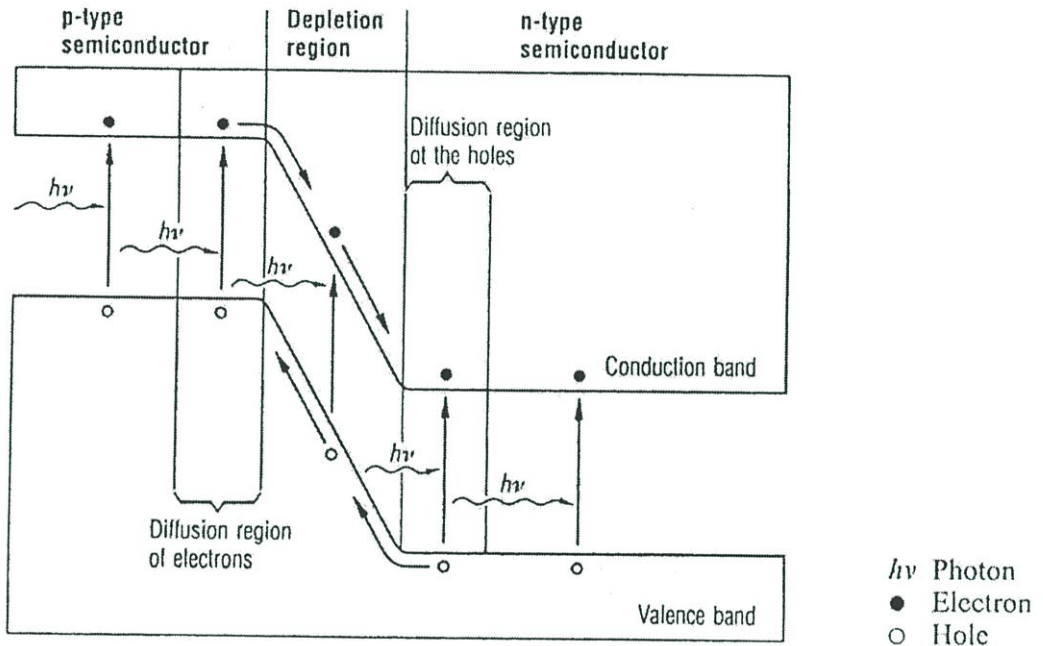 p-type
semiconductor
Depletion
region
n-type
semiconductor
Diffusion region
ot the holes
hν
hν
hν
Conduction band
hν
hν
Diffusion region
of electrons
Valence band
hν Photon
● Electron
○ Hole